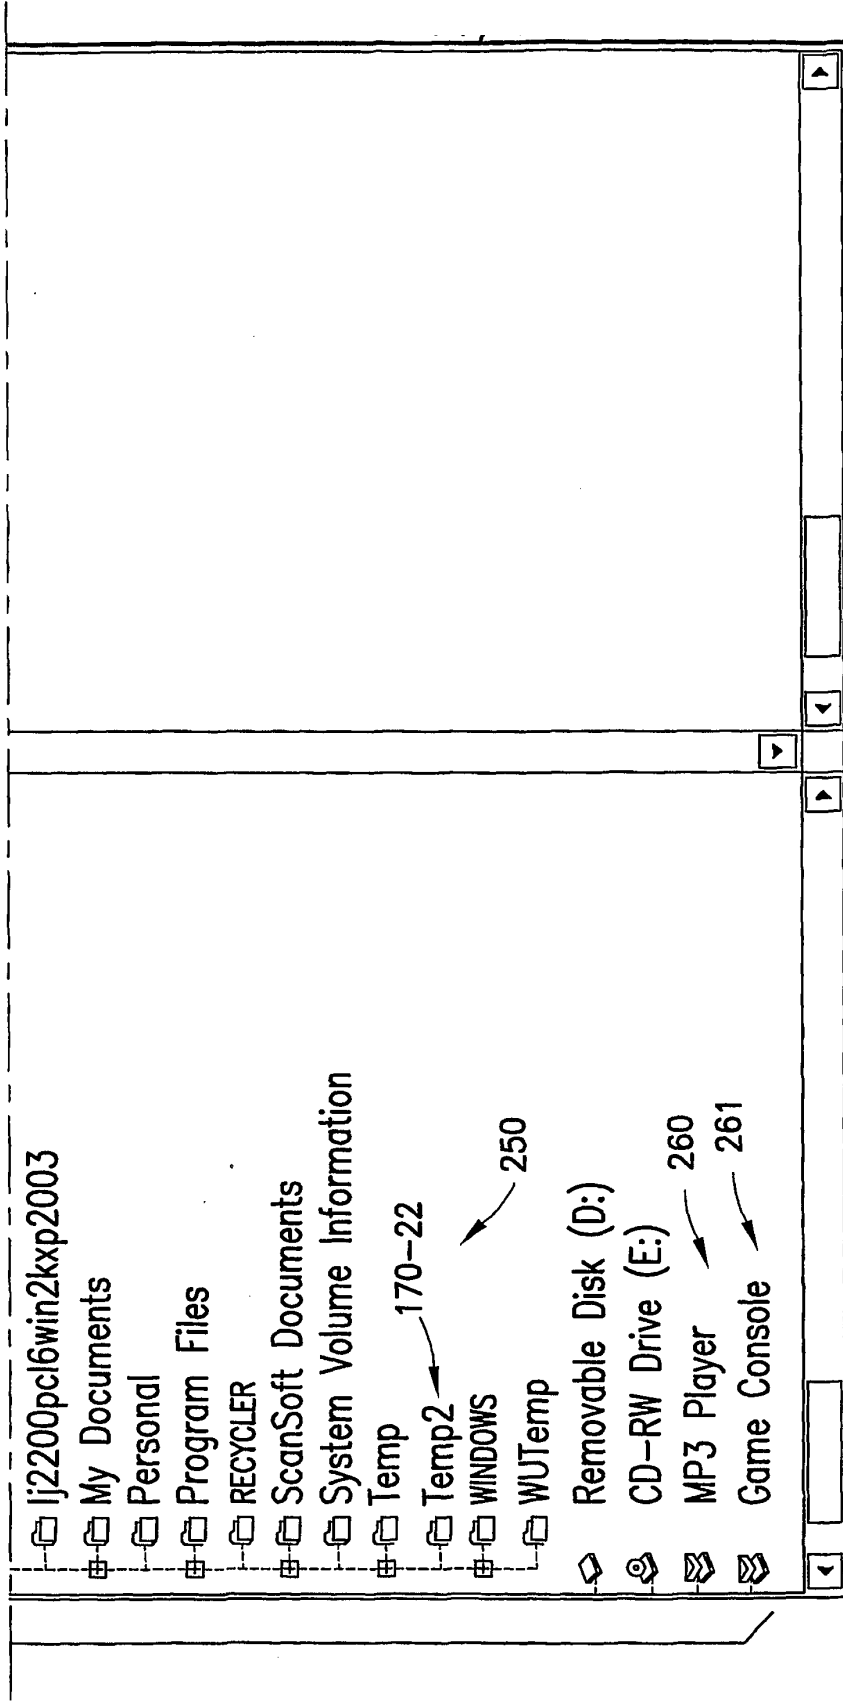 lj2200pcl6win2kxp2003
My Documents
Personal
Program Files
RECYCLER
ScanSoft Documents
System Volume Information
Temp
Temp2 170-22
WINDOWS
250
WUTemp
Removable Disk (D:)
CD-RW Drive (E:)
MP3 Player 260
Game Console 261